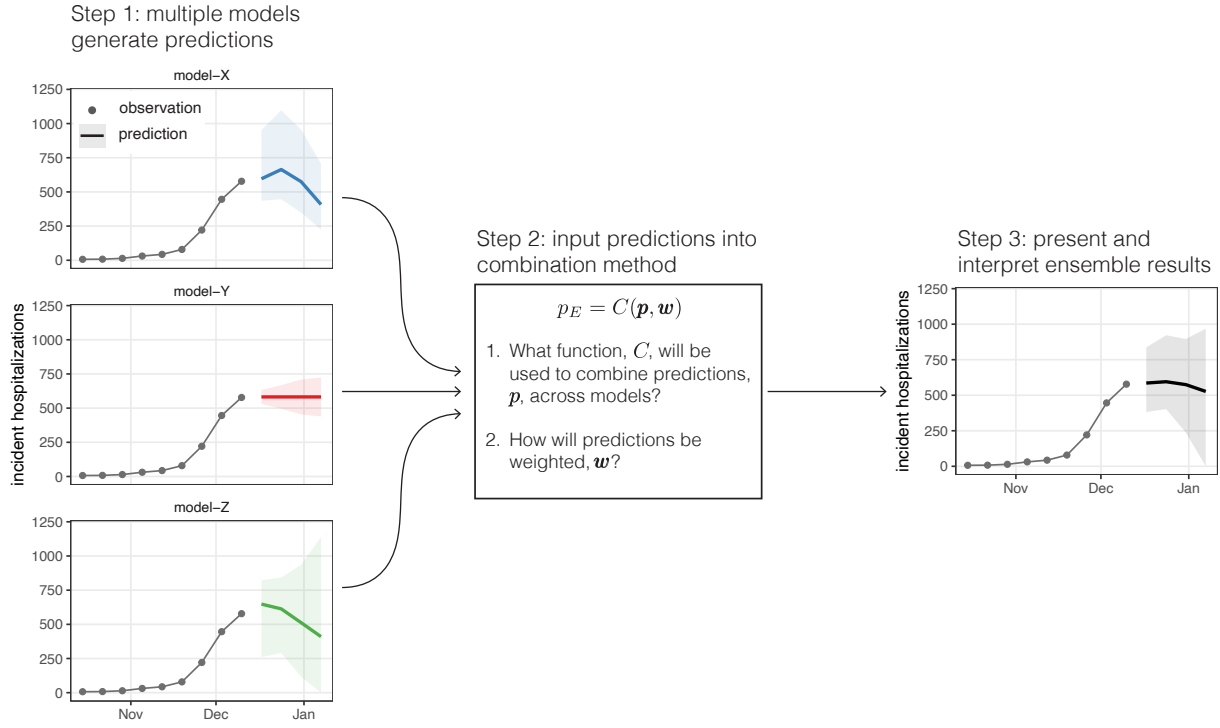 Step 1: multiple models
generate predictions
model-X
1250
1000
750
500
250
0
observation
prediction
model-Y
1250
1000
750
500
250
0
incident hospitalizations
model-Z
1250
1000
750
500
250
0
Nov
Dec
Jan
Step 2: input predictions into
combination method
p_E = C(p, w)
1. What function, C, will be
used to combine predictions,
p, across models?
2. How will predictions be
weighted, w?
Step 3: present and
interpret ensemble results
1250
1000
750
500
250
0
incident hospitalizations
Nov
Dec
Jan